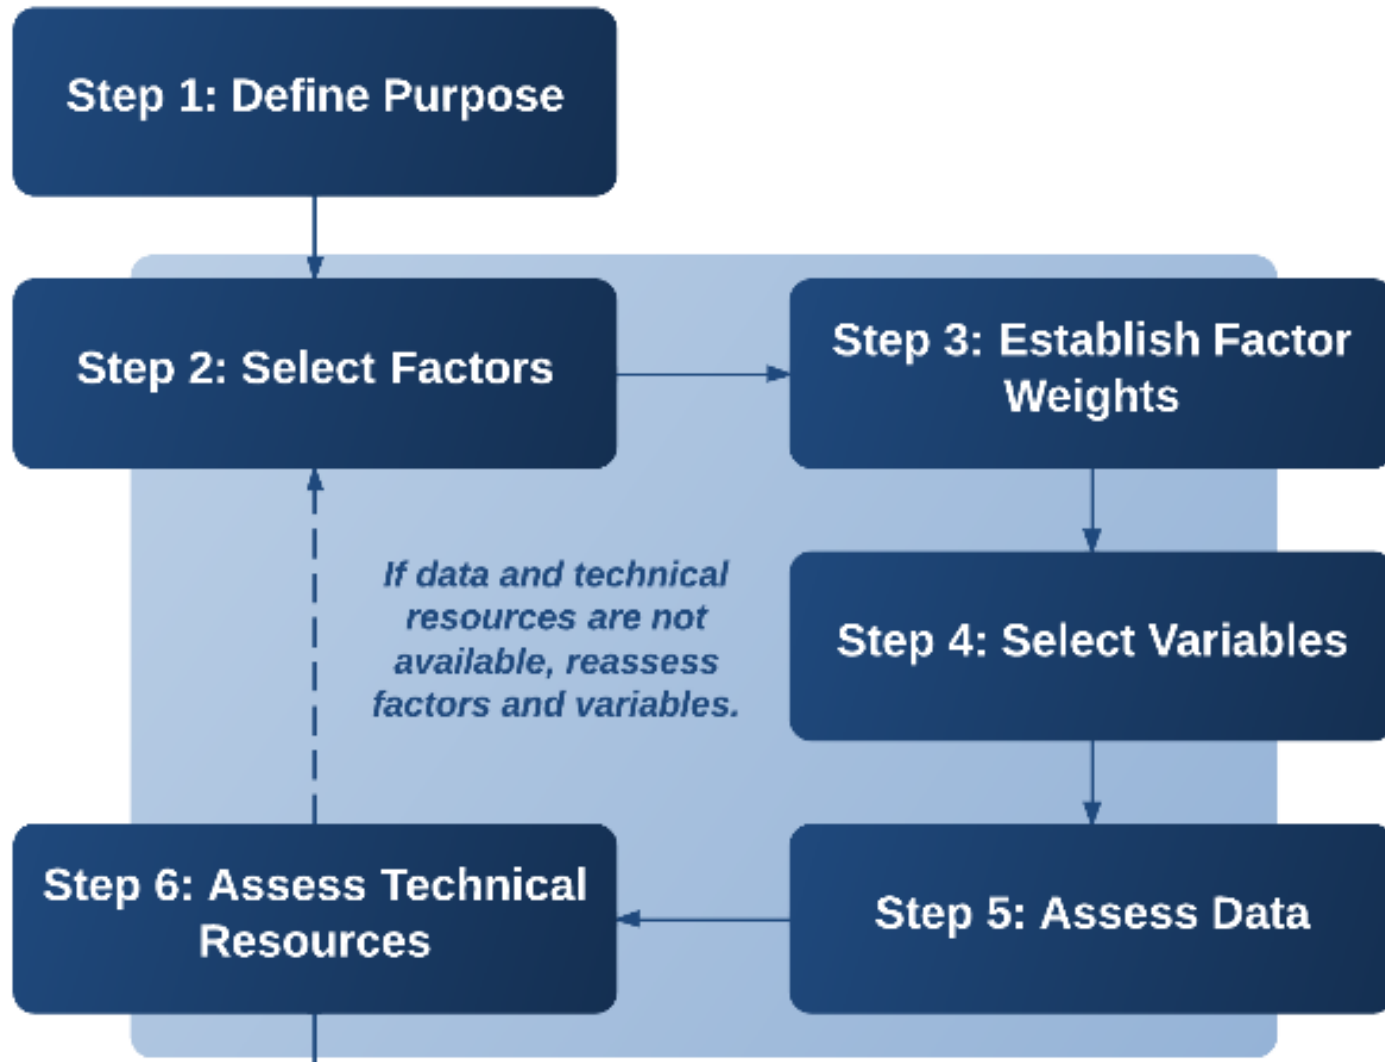 Step 1: Define Purpose
Step 2: Select Factors
Step 3: Establish Factor
Weights
If data and technical
resources are not
available, reassess
factors and variables.
Step 4: Select Variables
Step 6: Assess Technical
Resources
Step 5: Assess Data